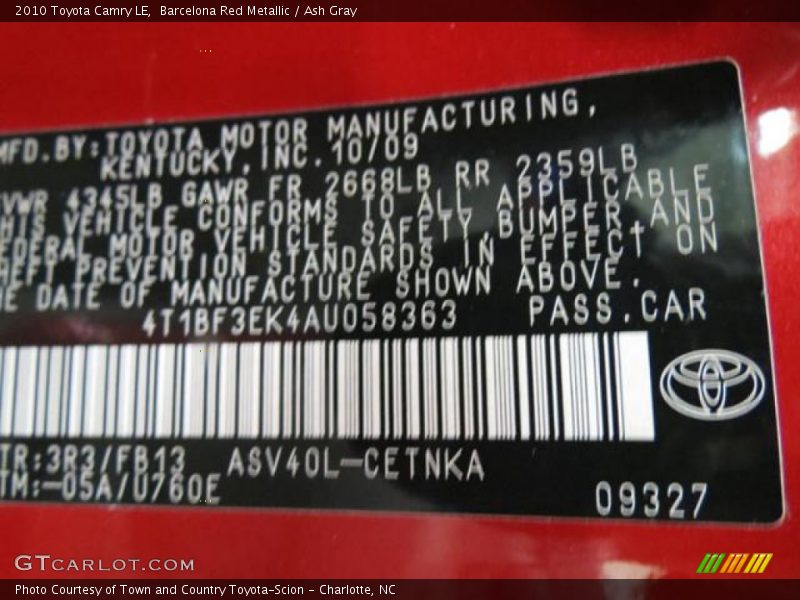 2010 Toyota Camry LE,  Barcelona Red Metallic / Ash Gray
MFD.BY:TOYOTA MOTOR MANUFACTURING,
KENTUCKY,INC.10/09
GVWR 4345LB GAWR FR 2668LB RR 2359LB
THIS VEHICLE CONFORMS TO ALL APPLICABLE
FEDERAL MOTOR VEHICLE SAFETY,BUMPER,AND
THEFT PREVENTION STANDARDS IN EFFECT ON
THE DATE OF MANUFACTURE SHOWN ABOVE.
4T1BF3EK4AU058363 PASS.CAR
TR:3R3/FB13 ASV40L-CETNKA
TM:-05A/U760E
09327
GTCARLOT.COM
Photo Courtesy of Town and Country Toyota-Scion - Charlotte, NC